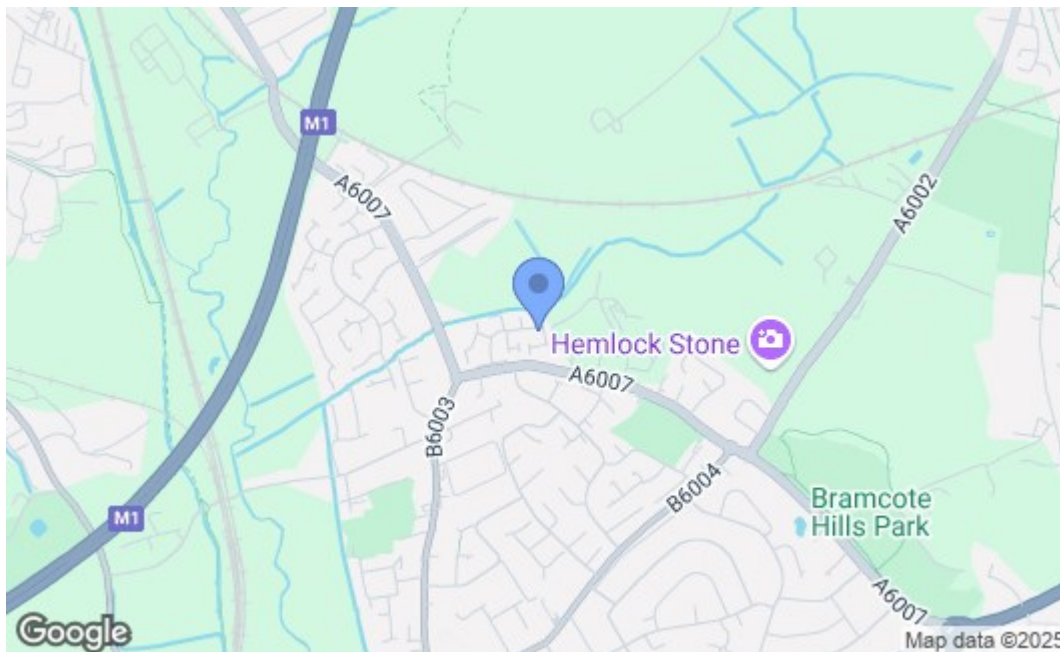 M1
A6007
A6002
Hemlock Stone
A6007
B6003
B6004
Bramcote
Hills Park
M1
A6007
Google
Map data ©2025